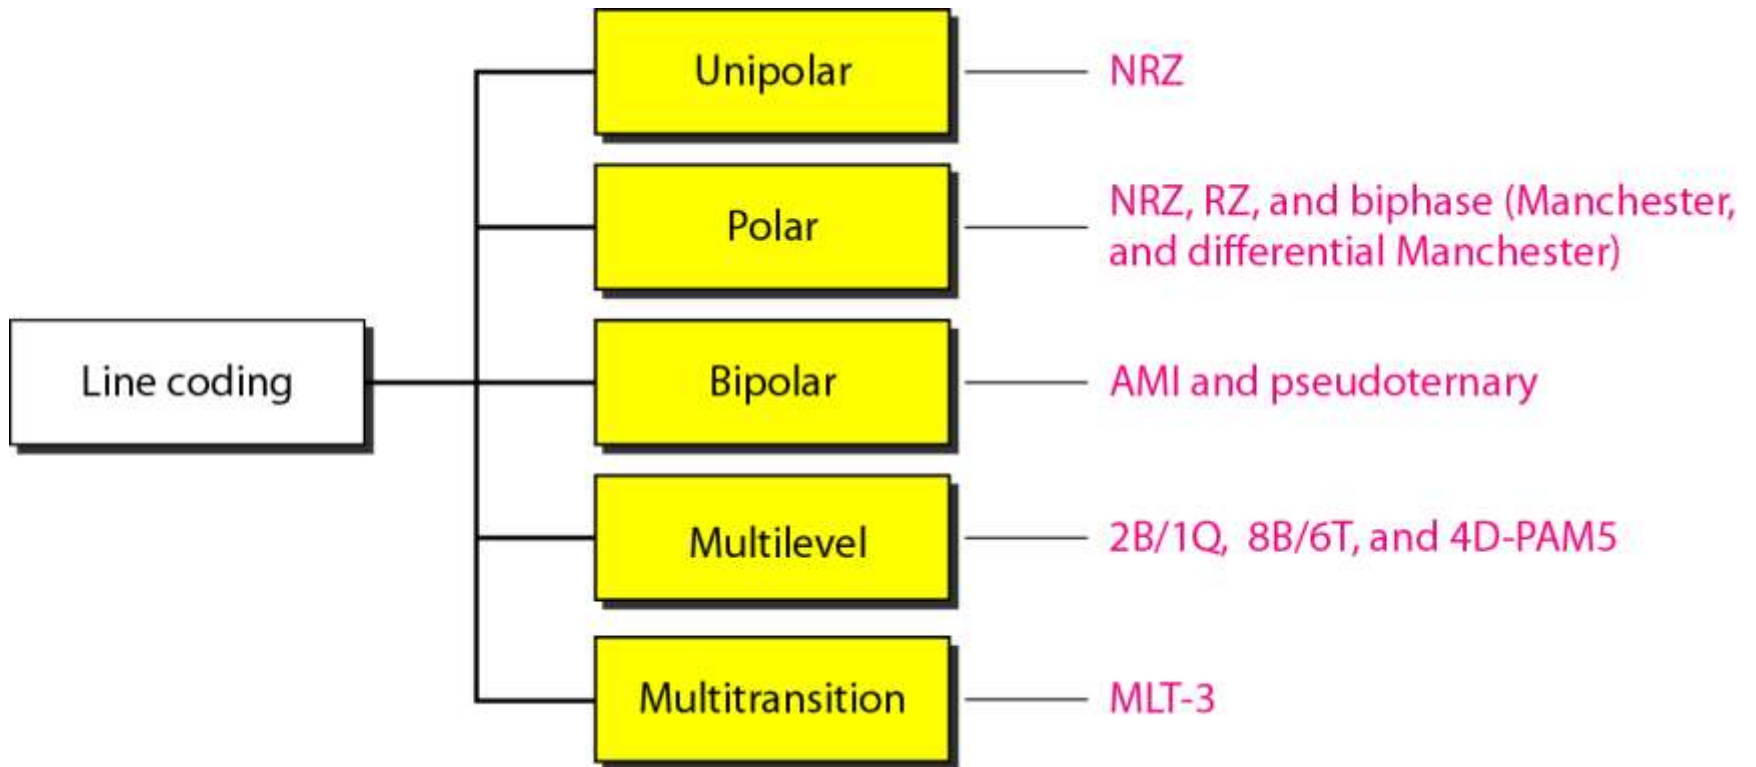 Line coding
Unipolar
NRZ
Polar
NRZ, RZ, and biphase (Manchester,
and differential Manchester)
Bipolar
AMI and pseudoternary
Multilevel
2B/1Q, 8B/6T, and 4D-PAM5
Multitransition
MLT-3